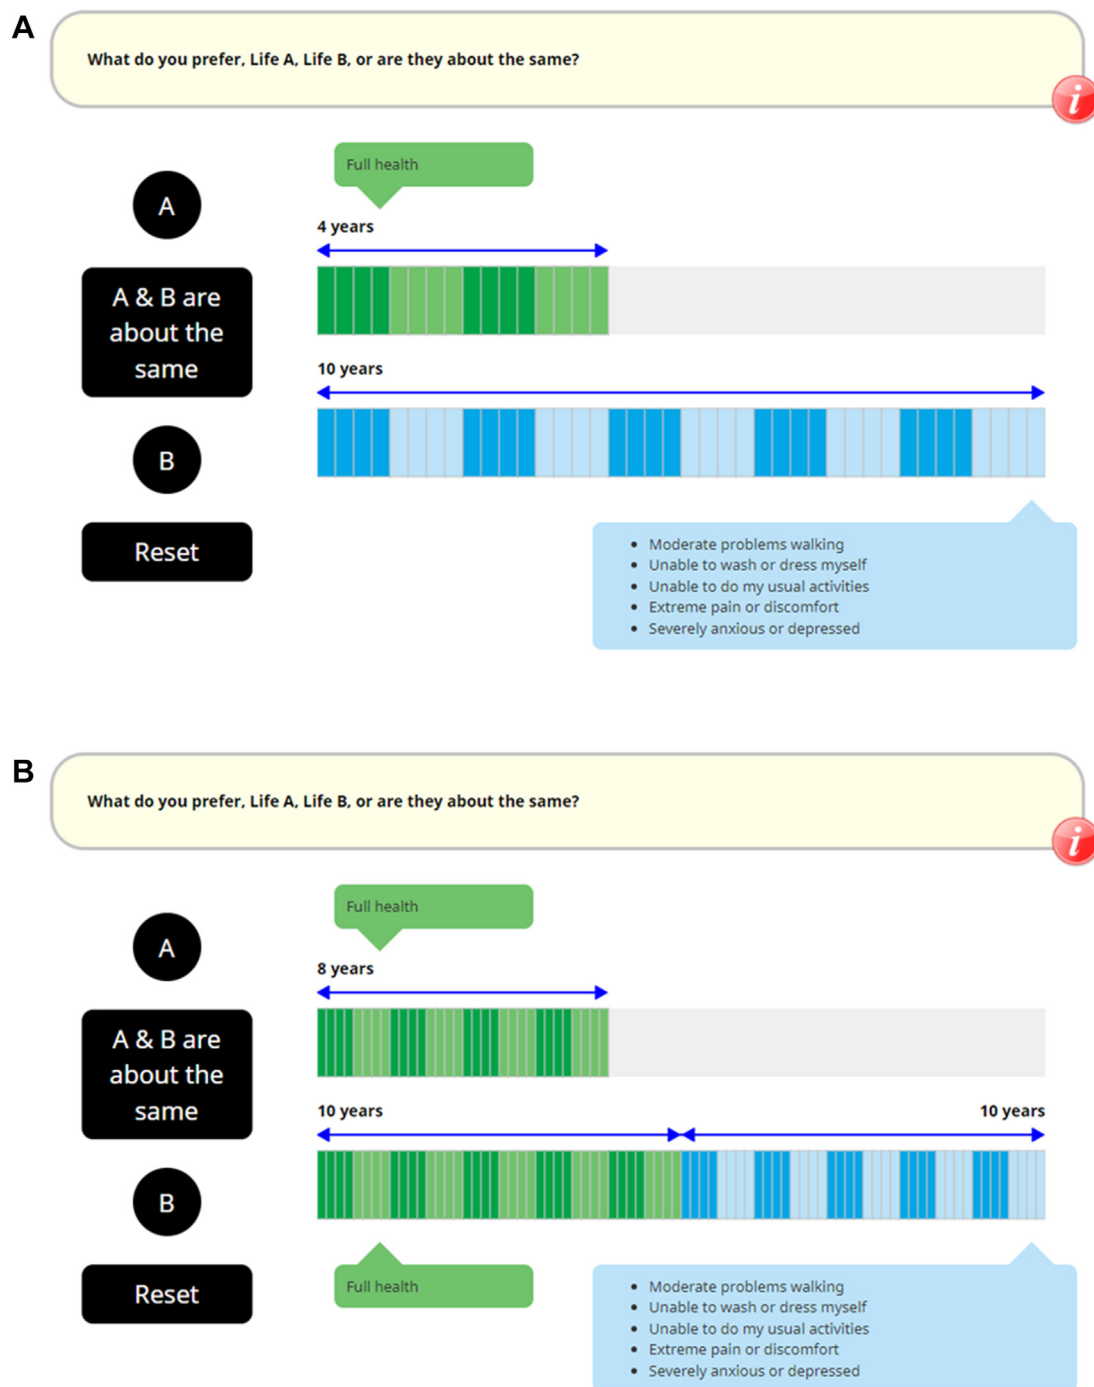 A
What do you prefer, Life A, Life B, or are they about the same?
i
Full health
A
4 years
A & B are
about the
same
10 years
B
Reset
• Moderate problems walking
• Unable to wash or dress myself
• Unable to do my usual activities
• Extreme pain or discomfort
• Severely anxious or depressed
B
What do you prefer, Life A, Life B, or are they about the same?
i
Full health
A
8 years
A & B are
about the
same
10 years 10 years
B
Reset
Full health
• Moderate problems walking
• Unable to wash or dress myself
• Unable to do my usual activities
• Extreme pain or discomfort
• Severely anxious or depressed